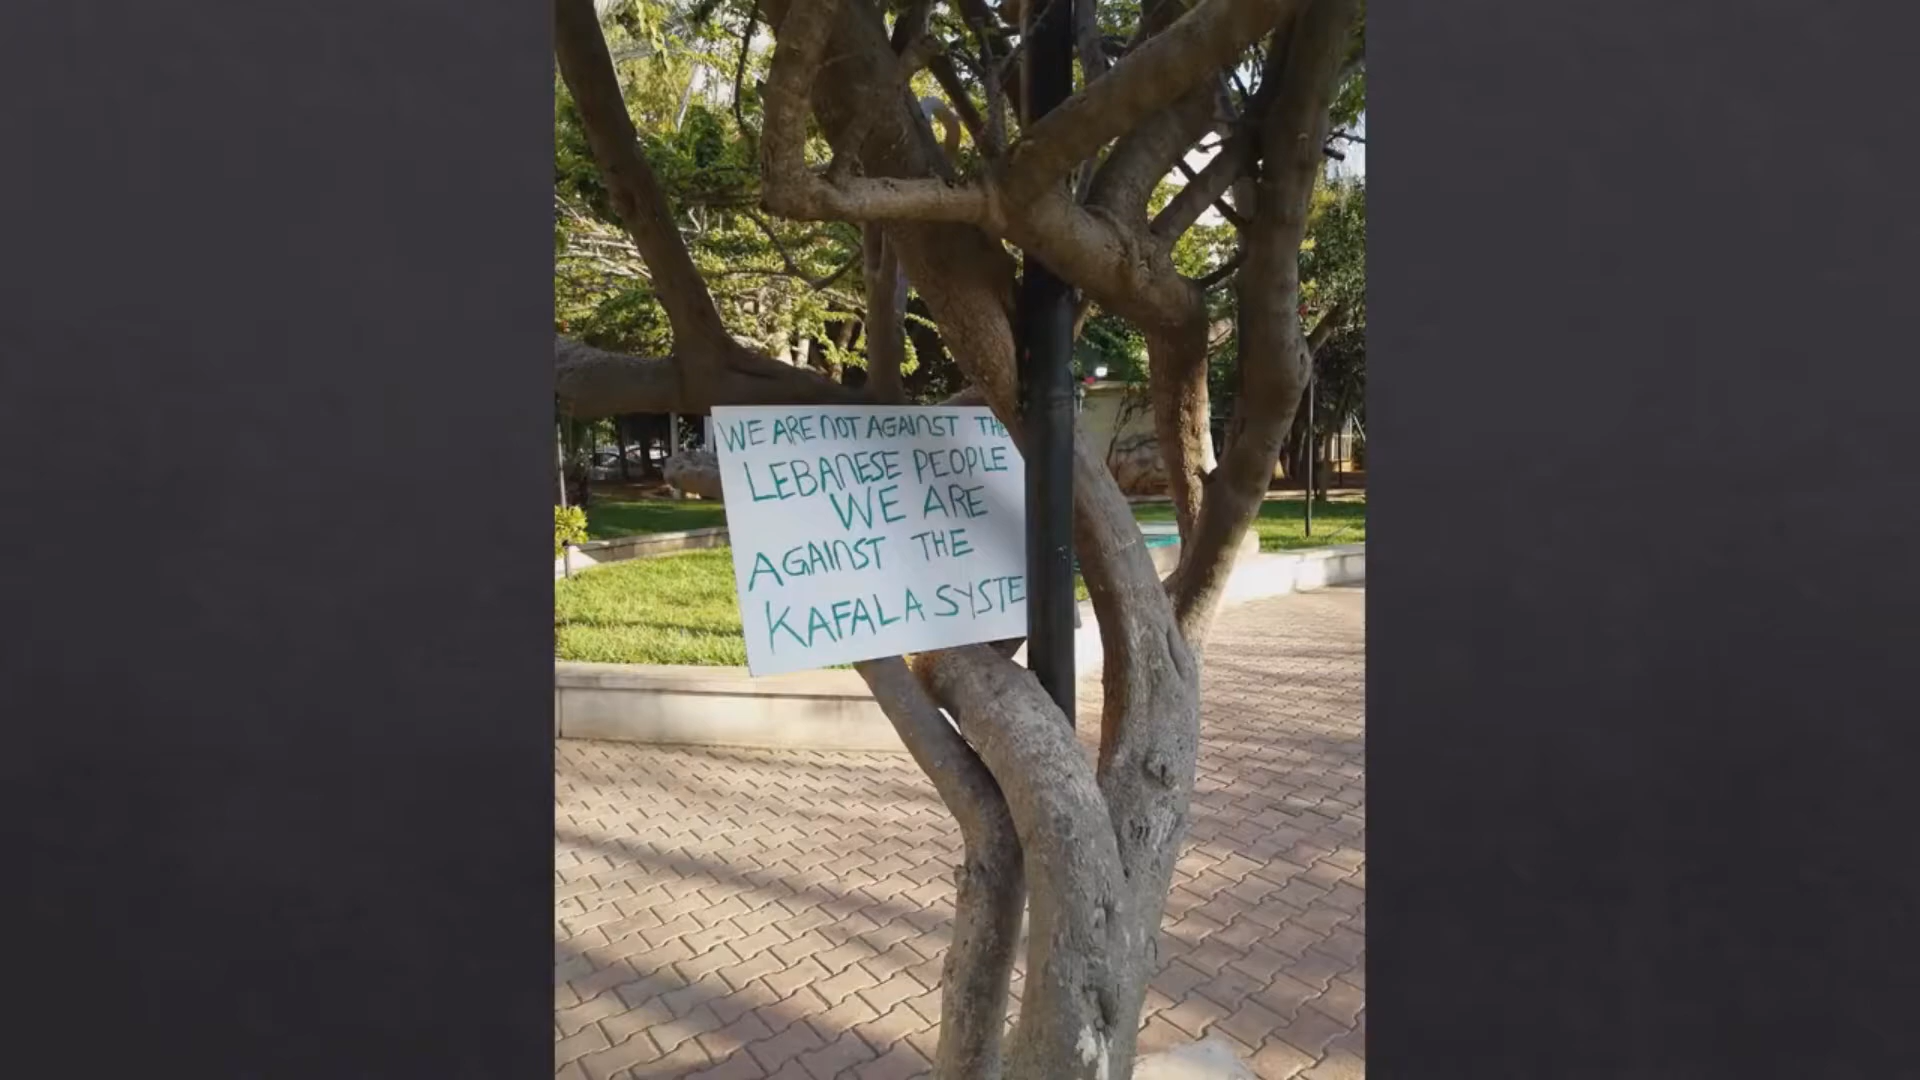 WE ARE NOT AGAINST THE
LEBANESE PEOPLE
WE ARE
AGAINST THE
KAFALA SYSTE